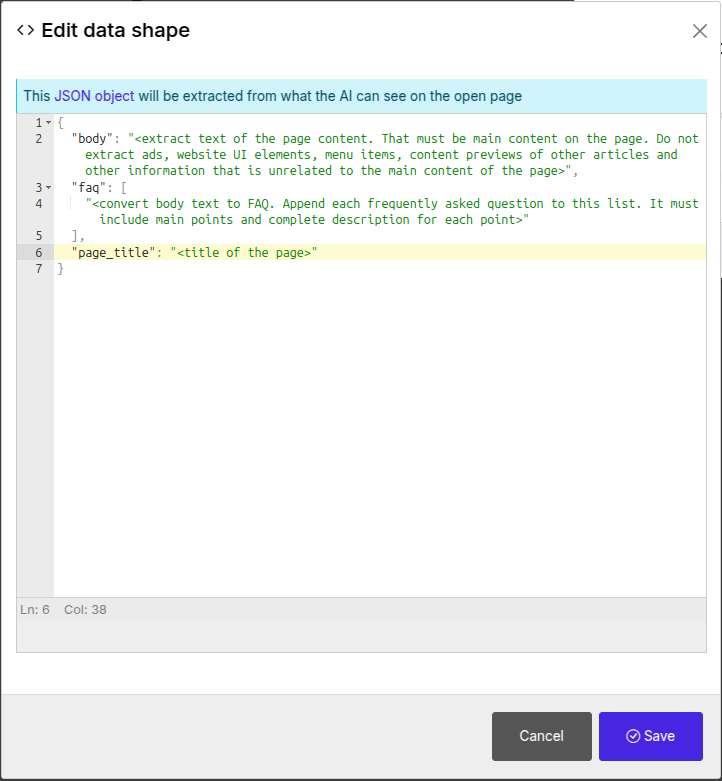 <> Edit data shape
This JSON object will be extracted from what the AI can see on the open page
1 {
2 "body": "<extract text of the page content. That must be main content on the page. Do not
extract ads, website UI elements, menu items, content previews of other articles and
other information that is unrelated to the main content of the page>",
3 "faq": [
4 "<convert body text to FAQ. Append each frequently asked question to this list. It must
include main points and complete description for each point>"
5 ],
6 "page_title": "<title of the page>"
7 }
Ln: 6 Col: 38
Cancel Save